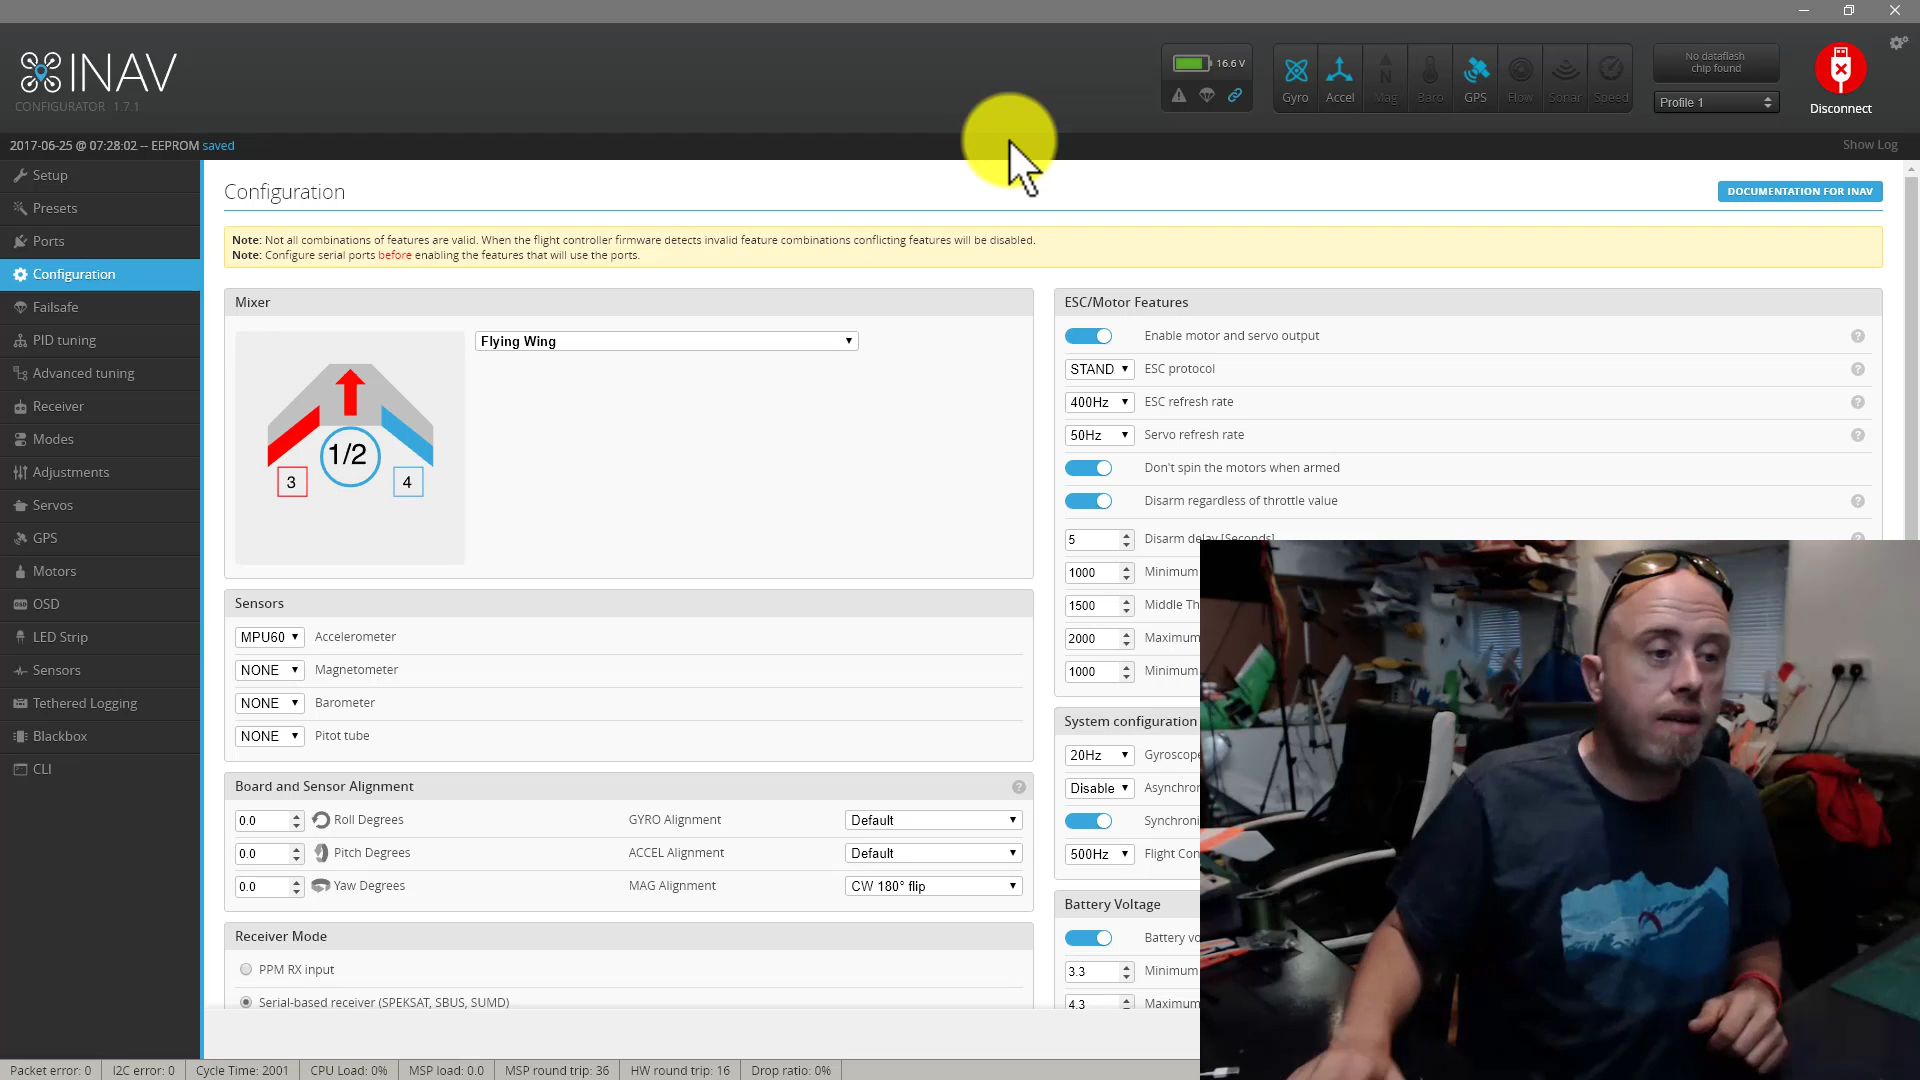 INAV
CONFIGURATOR 1.7.1
16.6 V
Gyro Accel Mag Baro GPS Flow Sonar Speed
No dataflash
chip found
Profile 1
Disconnect
2017-06-25 @ 07:28:02 -- EEPROM saved
Show Log
Setup
Presets
Ports
Configuration
Failsafe
PID tuning
Advanced tuning
Receiver
Modes
Adjustments
Servos
GPS
Motors
OSD
LED Strip
Sensors
Tethered Logging
Blackbox
CLI
Configuration
DOCUMENTATION FOR INAV
Note: Not all combinations of features are valid. When the flight controller firmware detects invalid feature combinations conflicting features will be disabled.
Note: Configure serial ports before enabling the features that will use the ports.
Mixer
Flying Wing
1/2
3
4
Sensors
MPU60 Accelerometer
NONE Magnetometer
NONE Barometer
NONE Pitot tube
Board and Sensor Alignment
0.0 Roll Degrees GYRO Alignment Default
0.0 Pitch Degrees ACCEL Alignment Default
0.0 Yaw Degrees MAG Alignment CW 180° flip
Receiver Mode
PPM RX input
Serial-based receiver (SPEKSAT, SBUS, SUMD)
ESC/Motor Features
Enable motor and servo output
STAND ESC protocol
400Hz ESC refresh rate
50Hz Servo refresh rate
Don't spin the motors when armed
Disarm regardless of throttle value
5 Disarm delay [Seconds]
1000 Minimum
1500 Middle Th
2000 Maximum
1000 Minimum
System configuration
20Hz Gyroscope
Disable Asynchron
Synchroni
500Hz Flight Con
Battery Voltage
Battery vo
3.3 Minimum
4.3 Maximum
Packet error: 0 I2C error: 0 Cycle Time: 2001 CPU Load: 0% MSP load: 0.0 MSP round trip: 36 HW round trip: 16 Drop ratio: 0%